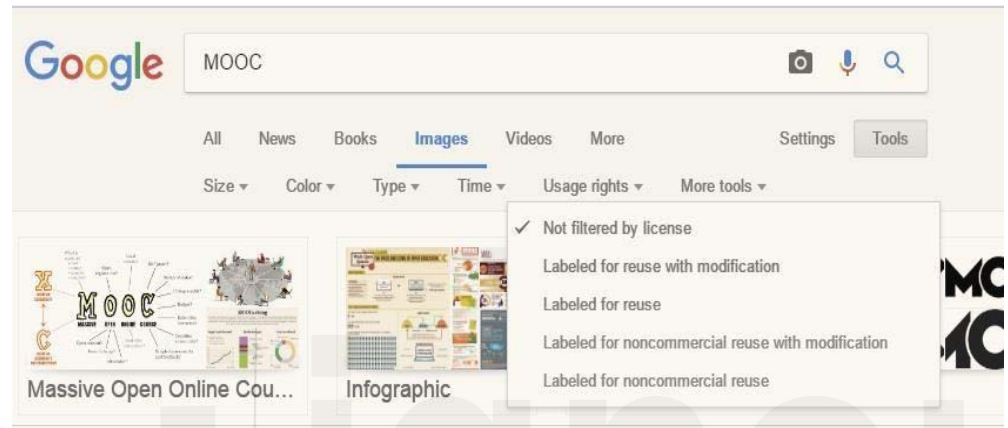 Google MOOC
All News Books Images Videos More Settings Tools
Size Color Type Time Usage rights More tools
Not filtered by license
Labeled for reuse with modification
Labeled for reuse
Labeled for noncommercial reuse with modification
Labeled for noncommercial reuse
MOOC
MASSIVE OPEN ONLINE COURSE
Massive Open Online Cou...
Infographic